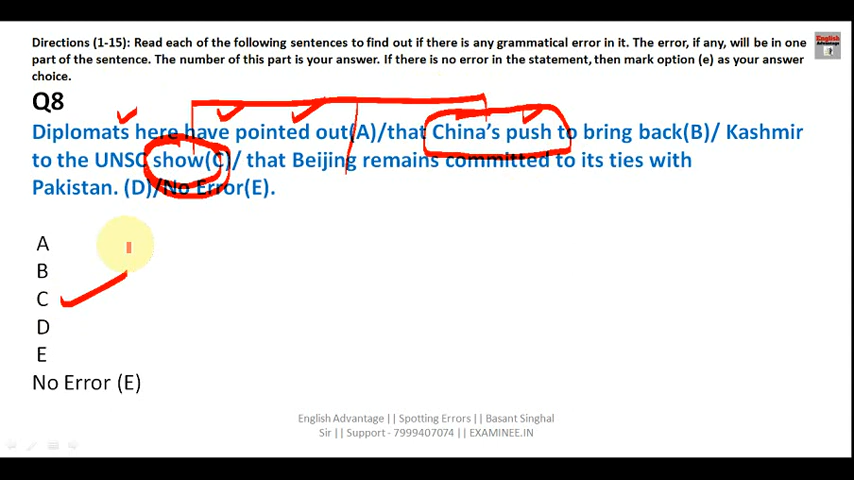 Directions (1-15): Read each of the following sentences to find out if there is any grammatical error in it. The error, if any, will be in one
part of the sentence. The number of this part is your answer. If there is no error in the statement, then mark option (e) as your answer
choice.
English
Advantage
Q8
Diplomats here have pointed out(A)/that China's push to bring back(B)/ Kashmir
to the UNSC show(C)/ that Beijing remains committed to its ties with
Pakistan. (D)/No Error(E).
A
B
C
D
E
No Error (E)
English Advantage || Spotting Errors || Basant Singhal
Sir || Support - 7999407074 || EXAMINEE.IN